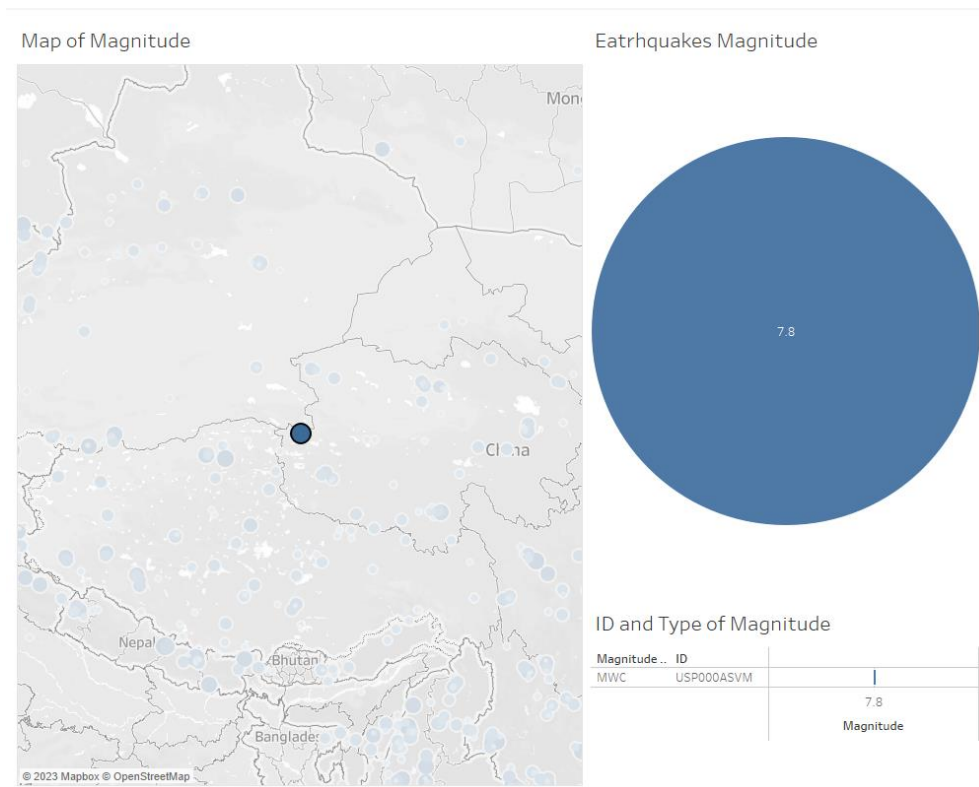 Map of Magnitude
Eatrhquakes Magnitude
Mon
7.8
China
Nepal
Bhutan
Banglade
© 2023 Mapbox © OpenStreetMap
ID and Type of Magnitude
Magnitude .. ID
MWC USP000ASVM
7.8
Magnitude